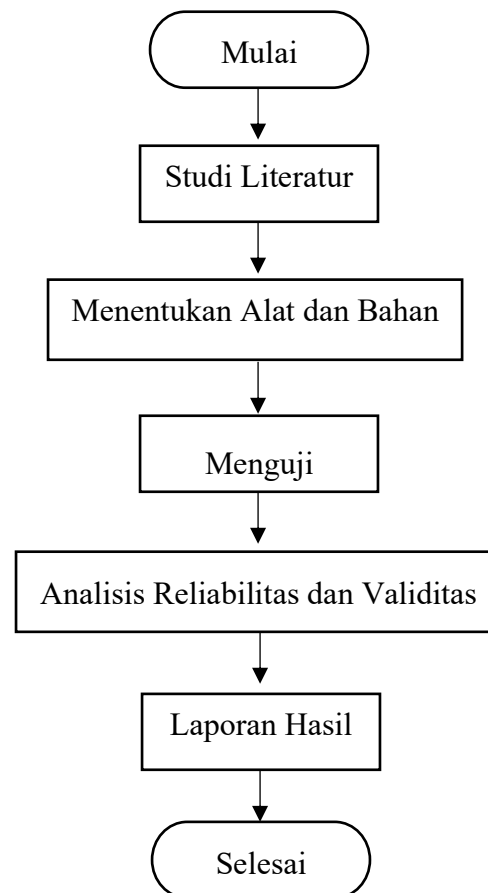 Mulai
Studi Literatur
Menentukan Alat dan Bahan
Menguji
Analisis Reliabilitas dan Validitas
Laporan Hasil
Selesai